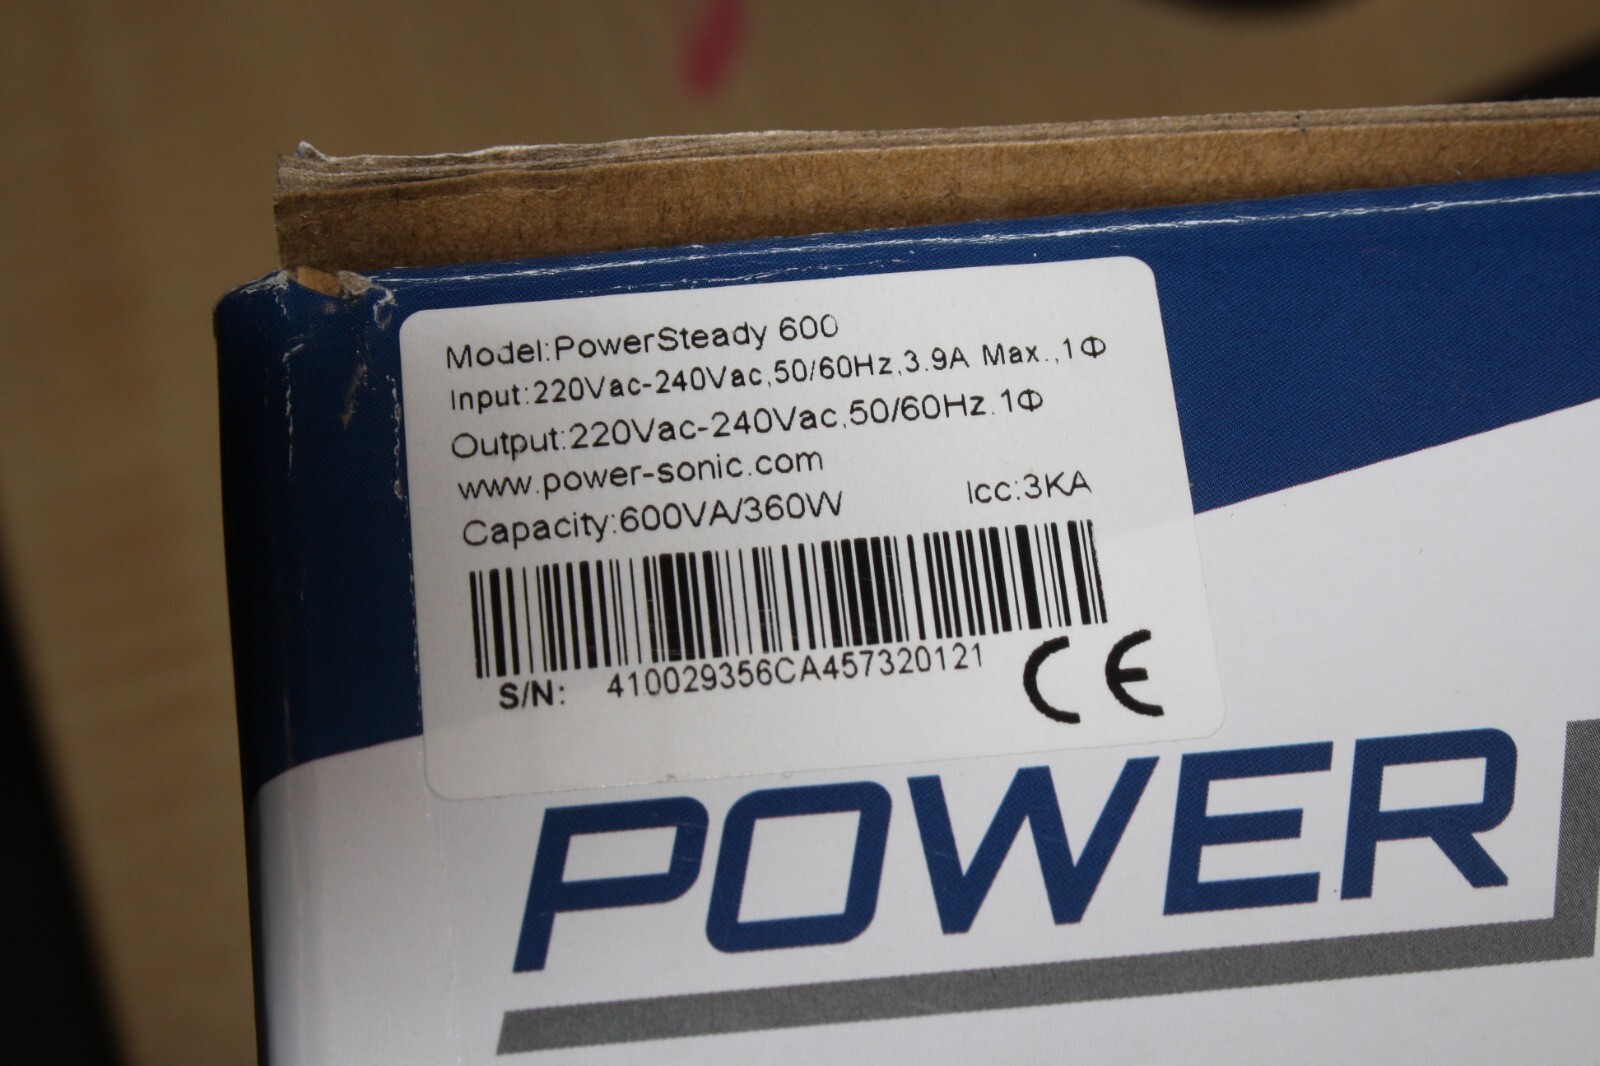 Model:PowerSteady 600
Input:220Vac-240Vac,50/60Hz,3.9A Max.,1Φ
Output:220Vac-240Vac,50/60Hz,1Φ
www.power-sonic.com
Capacity:600VA/360W Icc:3KA
S/N: 410029356CA457320121
CE
POWER